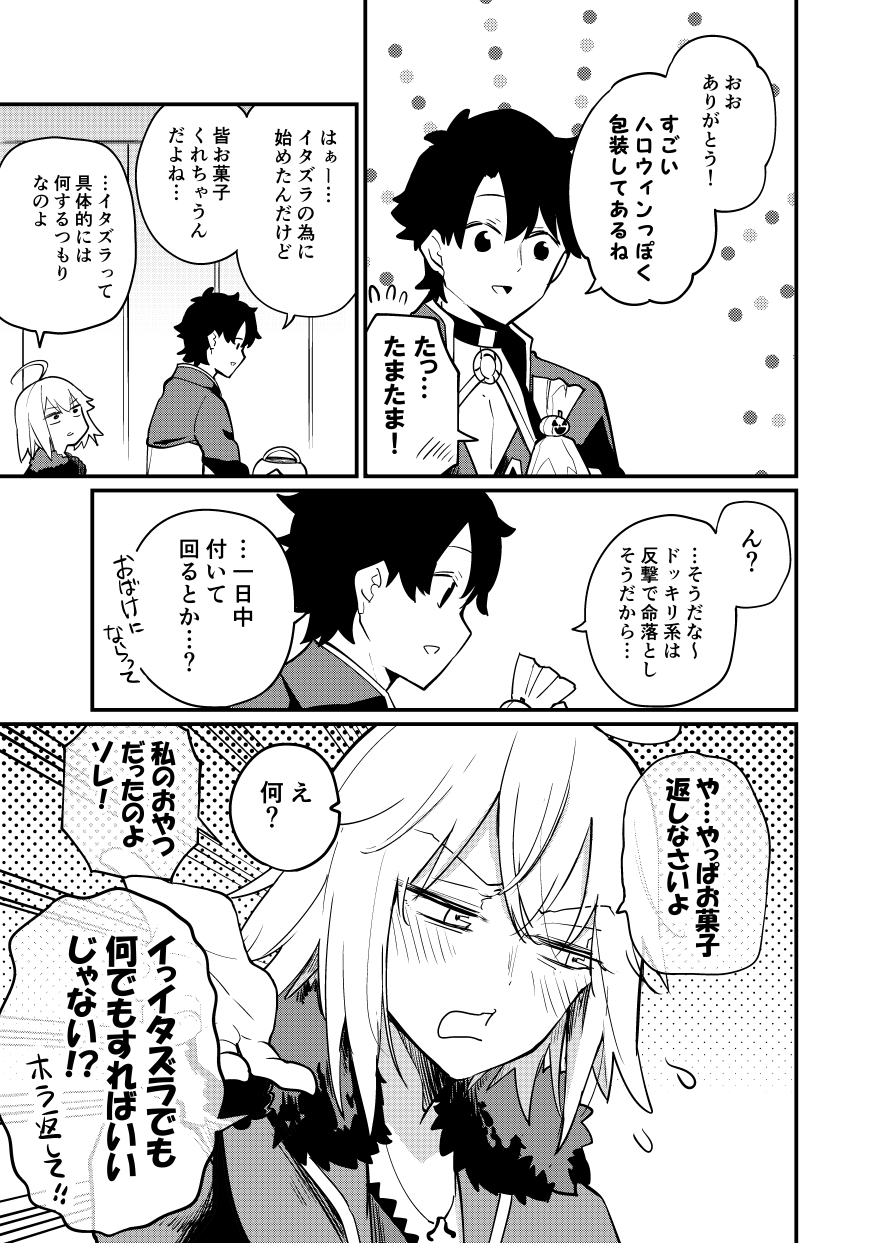 おお
ありがとう!
すごい
ハロウィンっぽく
包装してあるね
たっ…
たまたま!
はぁー…
イタズラの為に
始めたんだけど
皆お菓子
くれちゃうん
だよね…
…イタズラって
具体的には
何するつもり
なのよ
ん?
…そうだな〜
ドッキリ系は
反撃で命落とし
そうだから…
…一日中
付いて
回るとか…?
おばけに
ならって
や…やっぱお菓子
返しなさいよ
え
何?
私のおやつ
だったのよ
ソレ!
イっイタズラでも
何でもすればいい
じゃない!?
ホラ返して!!